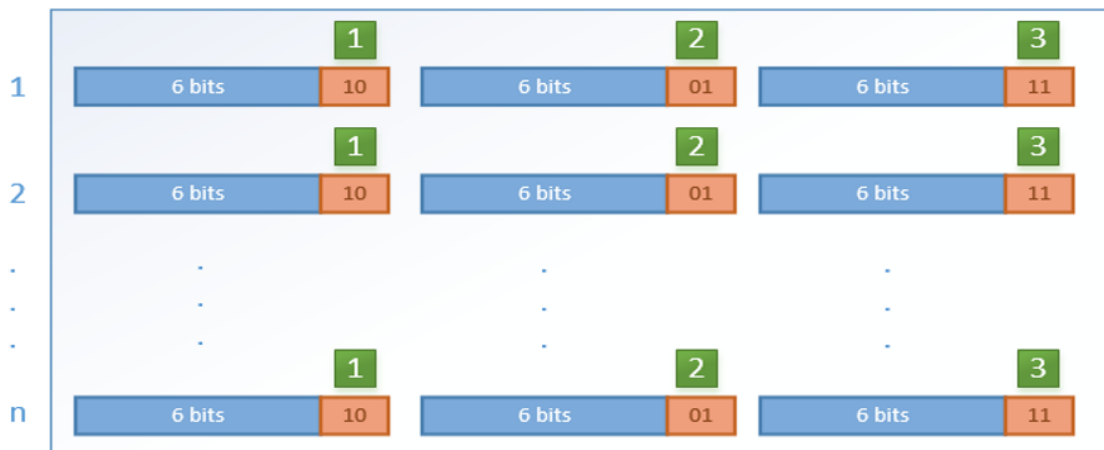 1 2 3
1 6 bits 10 6 bits 01 6 bits 11
1 2 3
2 6 bits 10 6 bits 01 6 bits 11
. . . .
. . . .
. . . .
1 2 3
n 6 bits 10 6 bits 01 6 bits 11